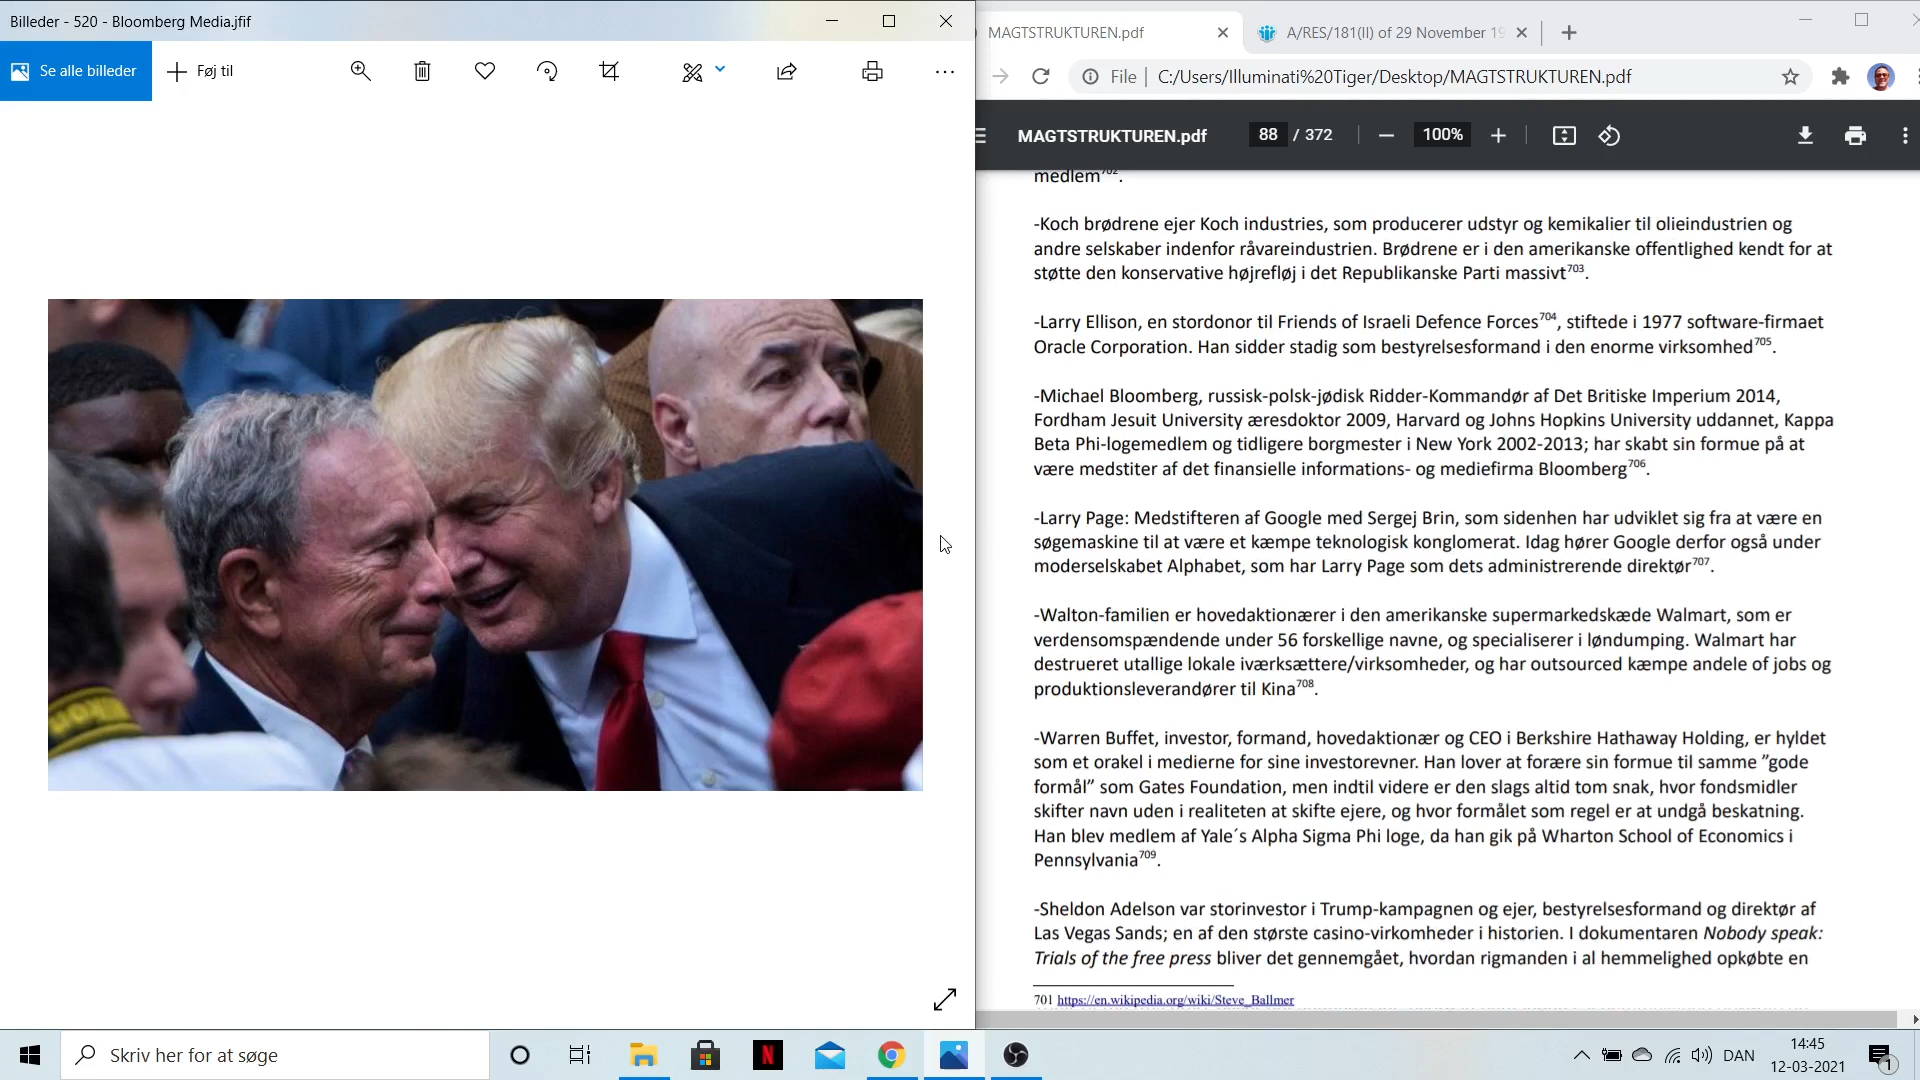 Billeder - 520 - Bloomberg Media.jfif
Se alle billeder
Føj til
MAGTSTRUKTUREN.pdf
A/RES/181(II) of 29 November 19
File
C:/Users/Illuminati%20Tiger/Desktop/MAGTSTRUKTUREN.pdf
MAGTSTRUKTUREN.pdf
88 / 372
100%
medlem702.
-Koch brødrene ejer Koch industries, som producerer udstyr og kemikalier til olieindustrien og
andre selskaber indenfor råvareindustrien. Brødrene er i den amerikanske offentlighed kendt for at
støtte den konservative højrefløj i det Republikanske Parti massivt703.
-Larry Ellison, en stordonor til Friends of Israeli Defence Forces704, stiftede i 1977 software-firmaet
Oracle Corporation. Han sidder stadig som bestyrelsesformand i den enorme virksomhed705.
-Michael Bloomberg, russisk-polsk-jødisk Ridder-Kommandør af Det Britiske Imperium 2014,
Fordham Jesuit University æresdoktor 2009, Harvard og Johns Hopkins University uddannet, Kappa
Beta Phi-logemedlem og tidligere borgmester i New York 2002-2013; har skabt sin formue på at
være medstiter af det finansielle informations- og mediefirma Bloomberg706.
-Larry Page: Medstifteren af Google med Sergej Brin, som sidenhen har udviklet sig fra at være en
søgemaskine til at være et kæmpe teknologisk konglomerat. Idag hører Google derfor også under
moderselskabet Alphabet, som har Larry Page som dets administrerende direktør707.
-Walton-familien er hovedaktionærer i den amerikanske supermarkedskæde Walmart, som er
verdensomspændende under 56 forskellige navne, og specialiserer i løndumping. Walmart har
destrueret utallige lokale iværksættere/virksomheder, og har outsourced kæmpe andele of jobs og
produktionsleverandører til Kina708.
-Warren Buffet, investor, formand, hovedaktionær og CEO i Berkshire Hathaway Holding, er hyldet
som et orakel i medierne for sine investorevner. Han lover at forære sin formue til samme ”gode
formål” som Gates Foundation, men indtil videre er den slags altid tom snak, hvor fondsmidler
skifter navn uden i realiteten at skifte ejere, og hvor formålet som regel er at undgå beskatning.
Han blev medlem af Yale´s Alpha Sigma Phi loge, da han gik på Wharton School of Economics i
Pennsylvania709.
-Sheldon Adelson var storinvestor i Trump-kampagnen og ejer, bestyrelsesformand og direktør af
Las Vegas Sands; en af den største casino-virksomheder i historien. I dokumentaren Nobody speak:
Trials of the free press bliver det gennemgået, hvordan rigmanden i al hemmelighed opkøbte en
701 https://en.wikipedia.org/wiki/Steve_Ballmer
Skriv her for at søge
DAN
14:45
12-03-2021
1